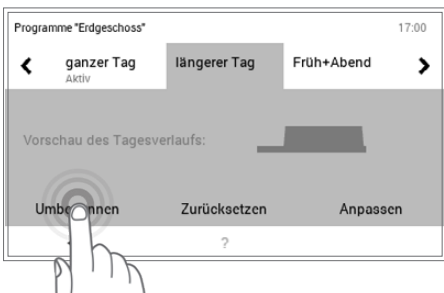 Programme "Erdgeschoss" 17:00
ganzer Tag längerer Tag Früh+Abend
Aktiv
Vorschau des Tagesverlaufs:
Zurücksetzen Anpassen
?